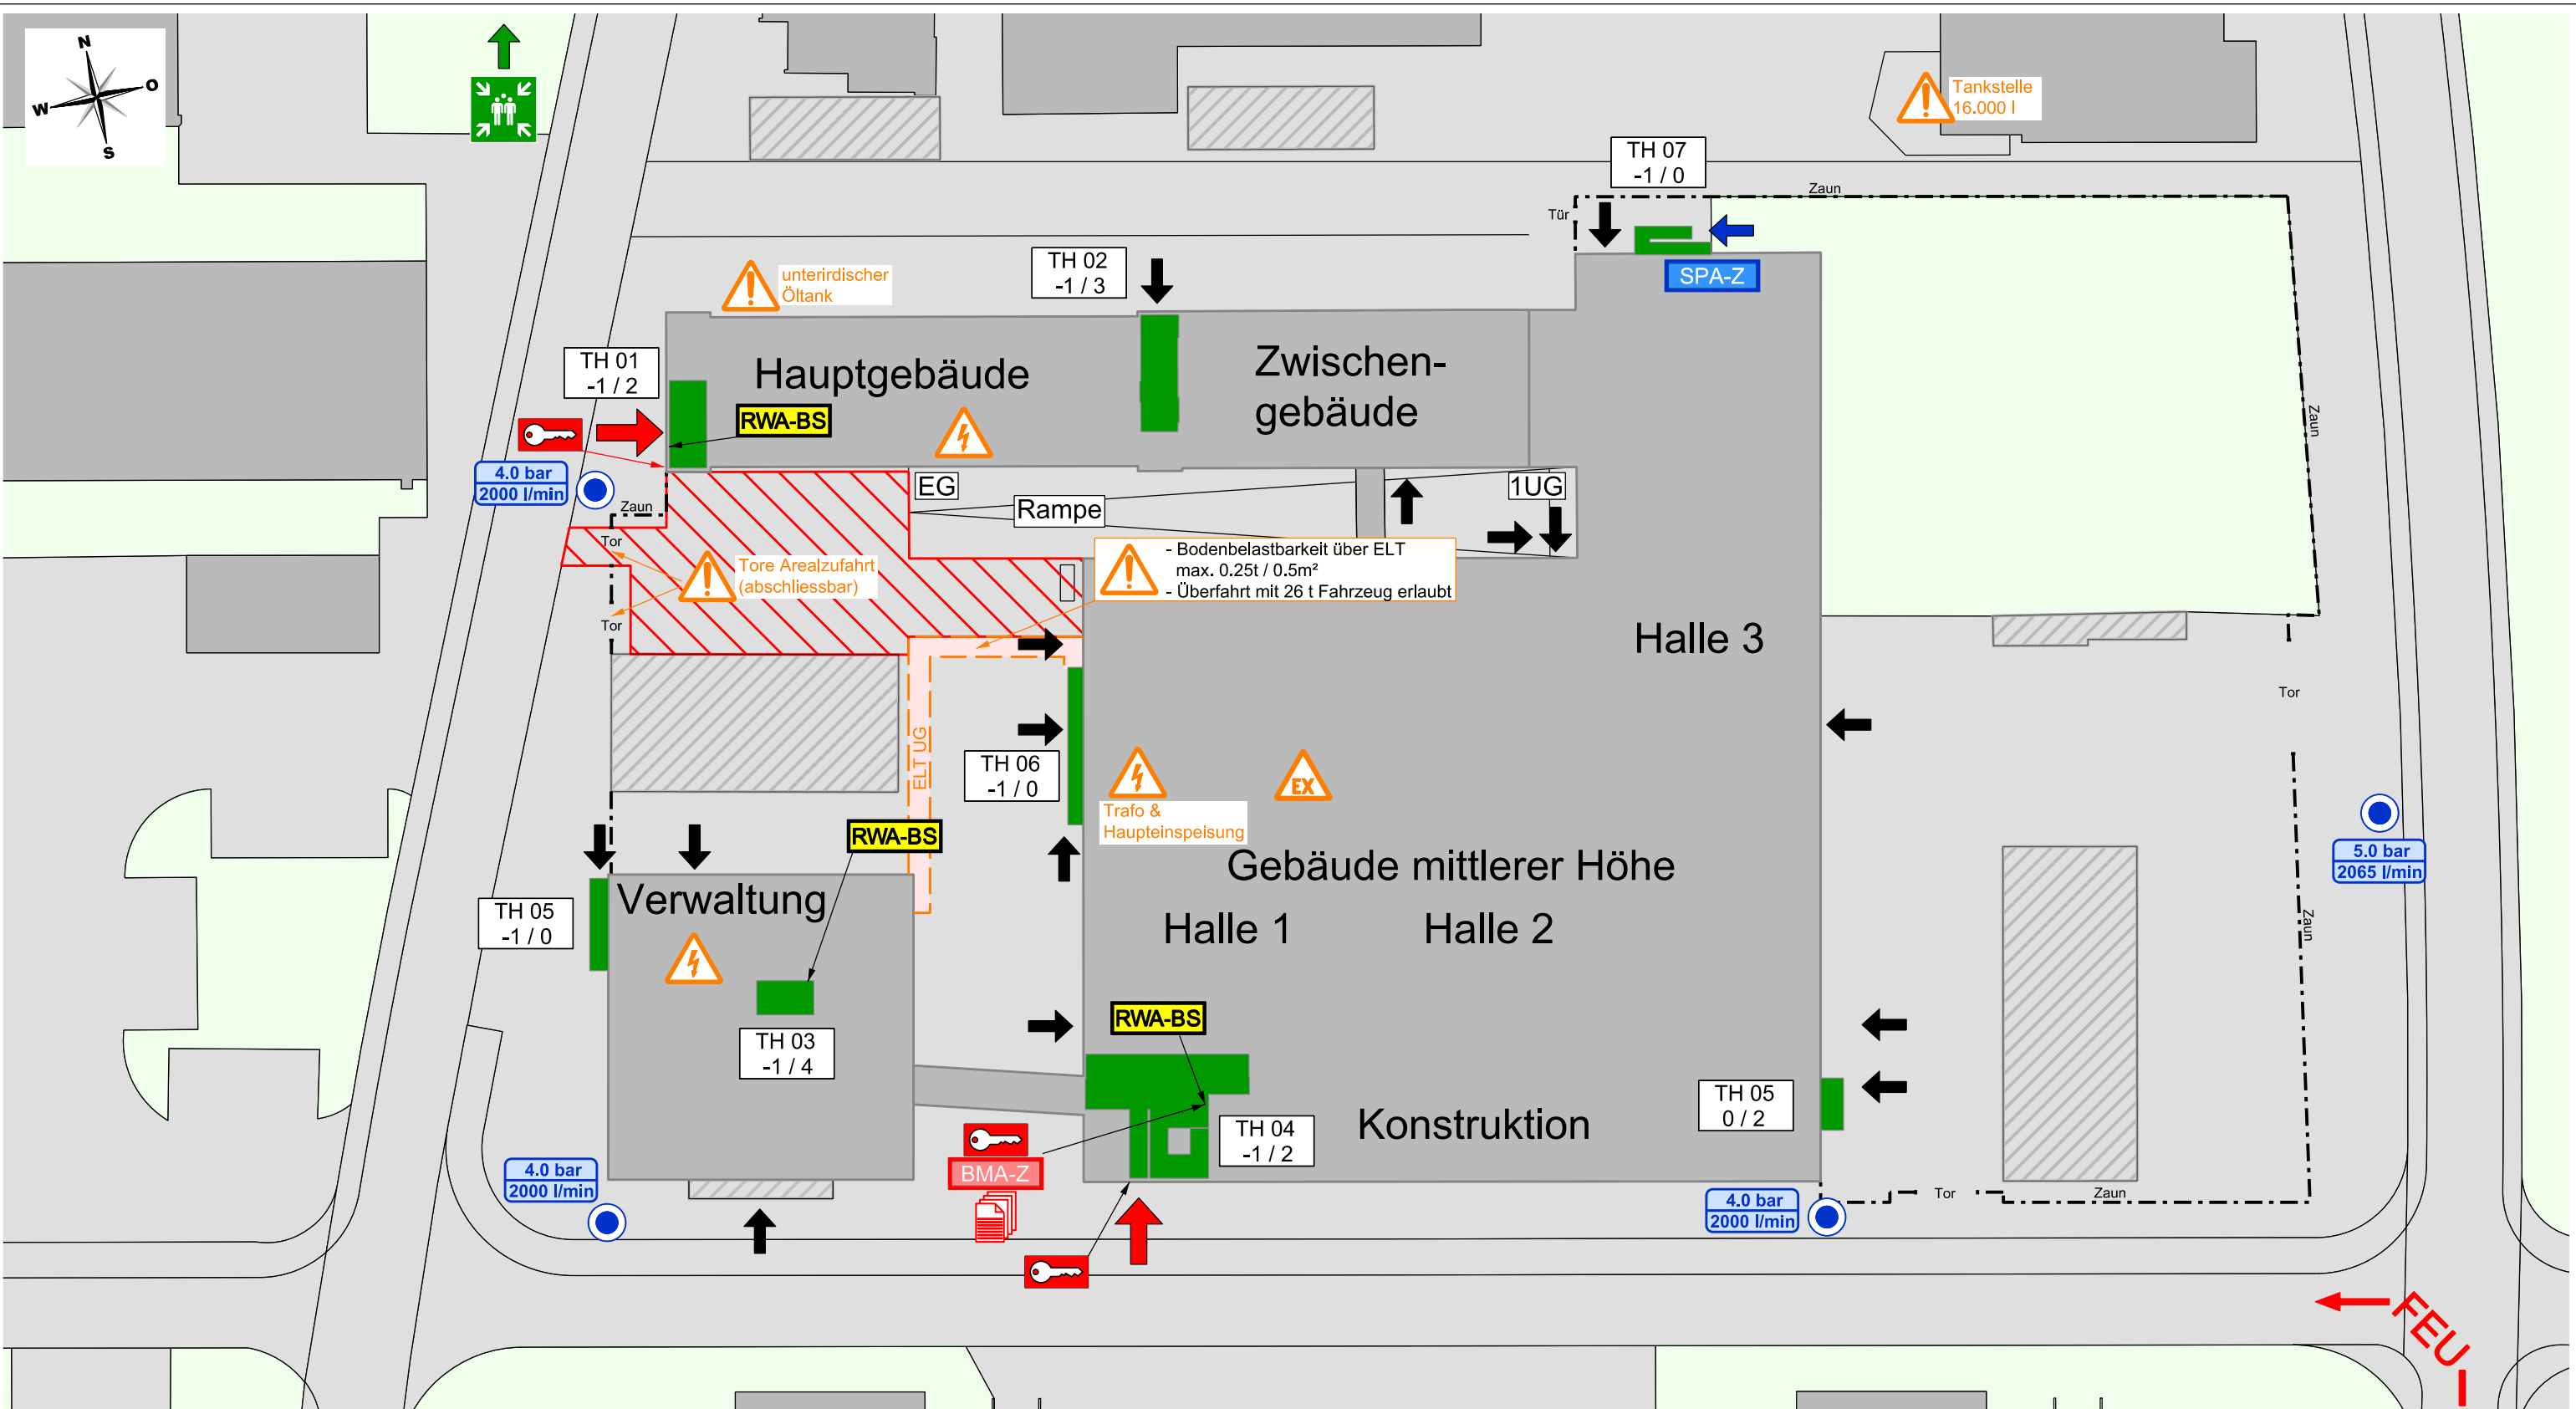 N
O
W
S
Tankstelle
16.000 l
TH 07
-1 / 0
Zaun
Tür
SPA-Z
TH 02
-1 / 3
unterirdischer
Öltank
TH 01
-1 / 2
Hauptgebäude
Zwischen-
gebäude
RWA-BS
Zaun
4.0 bar
2000 l/min
EG
1UG
Rampe
Zaun
Tor
Tore Arealzufahrt
(abschliessbar)
- Bodenbelastbarkeit über ELT
max. 0.25t / 0.5m²
- Überfahrt mit 26 t Fahrzeug erlaubt
Tor
Halle 3
Tor
ELT UG
TH 06
-1 / 0
Trafo &
Haupteinspeisung
EX
RWA-BS
5.0 bar
2065 l/min
Gebäude mittlerer Höhe
Verwaltung
TH 05
-1 / 0
Halle 1
Halle 2
Zaun
RWA-BS
TH 03
-1 / 4
TH 05
0 / 2
TH 04
-1 / 2
Konstruktion
BMA-Z
4.0 bar
2000 l/min
4.0 bar
2000 l/min
Tor
Zaun
FEU